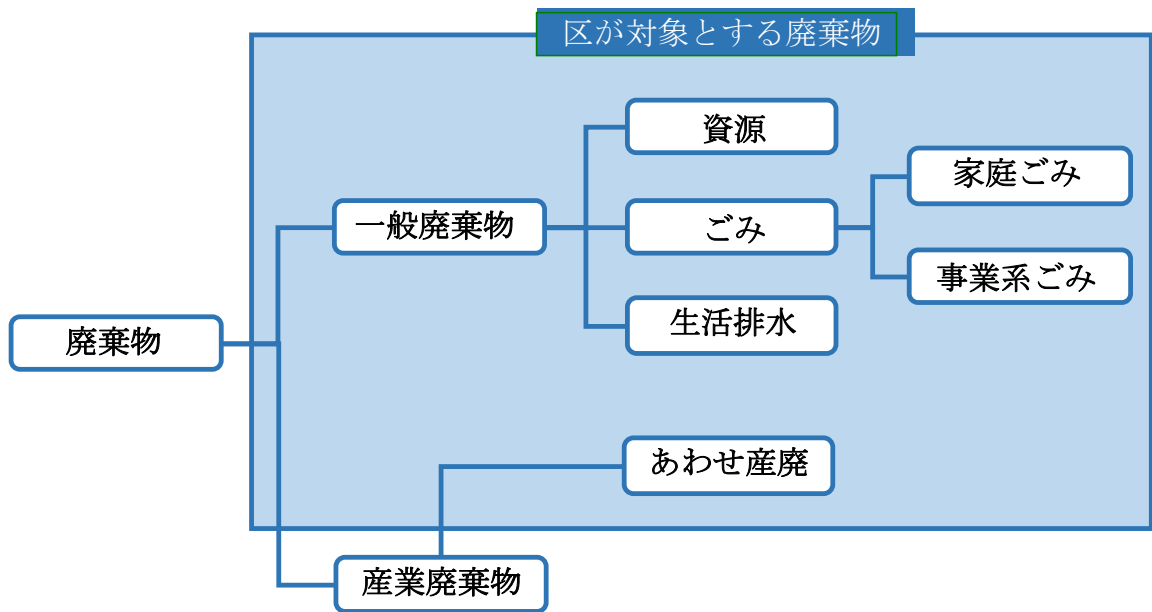 区が対象とする廃棄物
資源
家庭ごみ
一般廃棄物
ごみ
事業系ごみ
生活排水
廃棄物
あわせ産廃
産業廃棄物